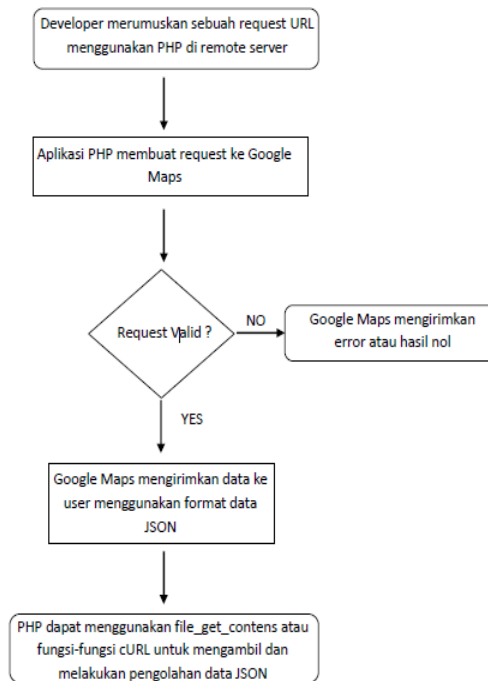 Developer merumuskan sebuah request URL
menggunakan PHP di remote server
Aplikasi PHP membuat request ke Google
Maps
Request Valid ?
NO
Google Maps mengirimkan
error atau hasil nol
YES
Google Maps mengirimkan data ke
user menggunakan format data
JSON
PHP dapat menggunakan file_get_contens atau
fungsi-fungsi cURL untuk mengambil dan
melakukan pengolahan data JSON